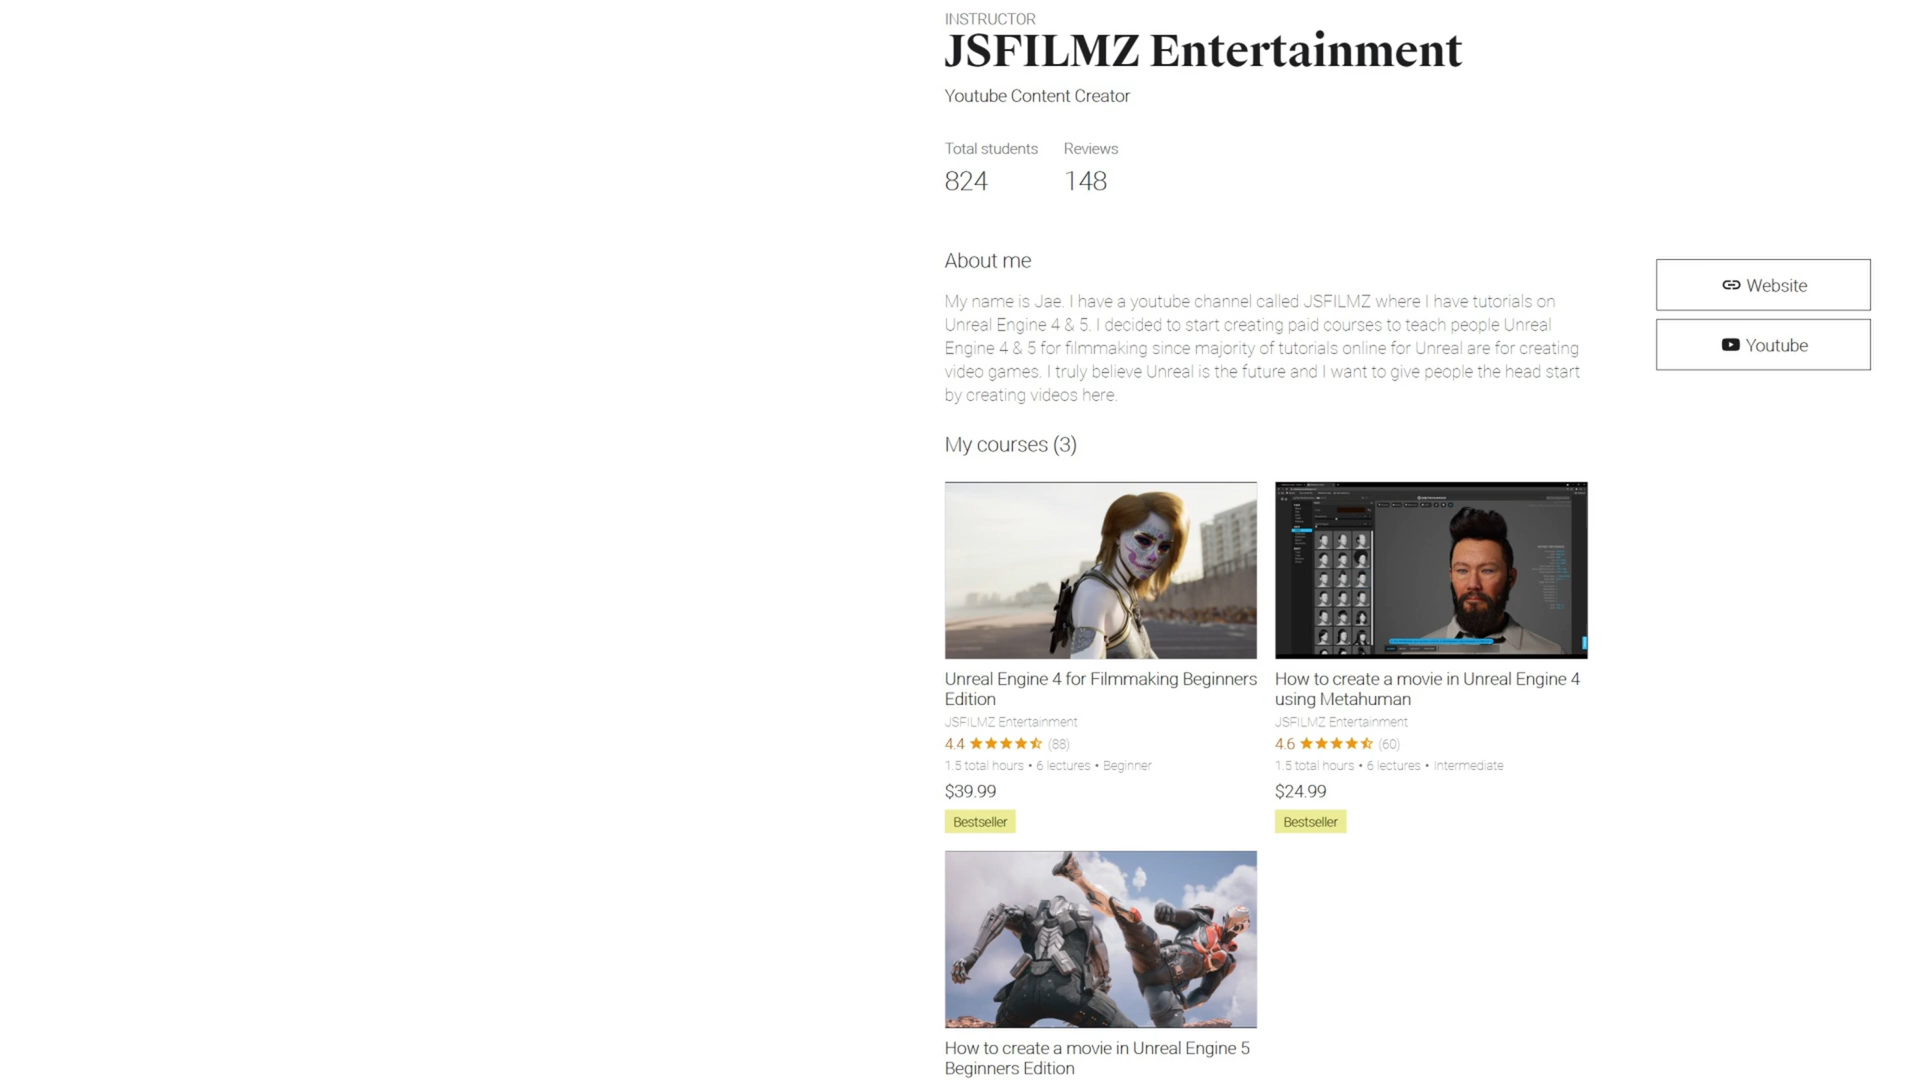 INSTRUCTOR
JSFILMZ Entertainment
Youtube Content Creator
Total students Reviews
824 148
About me
My name is Jae. I have a youtube channel called JSFILMZ where I have tutorials on
Unreal Engine 4 & 5. I decided to start creating paid courses to teach people Unreal
Engine 4 & 5 for filmmaking since majority of tutorials online for Unreal are for creating
video games. I truly believe Unreal is the future and I want to give people the head start
by creating videos here.
Website
Youtube
My courses (3)
Unreal Engine 4 for Filmmaking Beginners
Edition
JSFILMZ Entertainment
4.4 (88)
1.5 total hours • 6 lectures • Beginner
$39.99
Bestseller
How to create a movie in Unreal Engine 4
using Metahuman
JSFILMZ Entertainment
4.6 (60)
1.5 total hours • 6 lectures • Intermediate
$24.99
Bestseller
How to create a movie in Unreal Engine 5
Beginners Edition